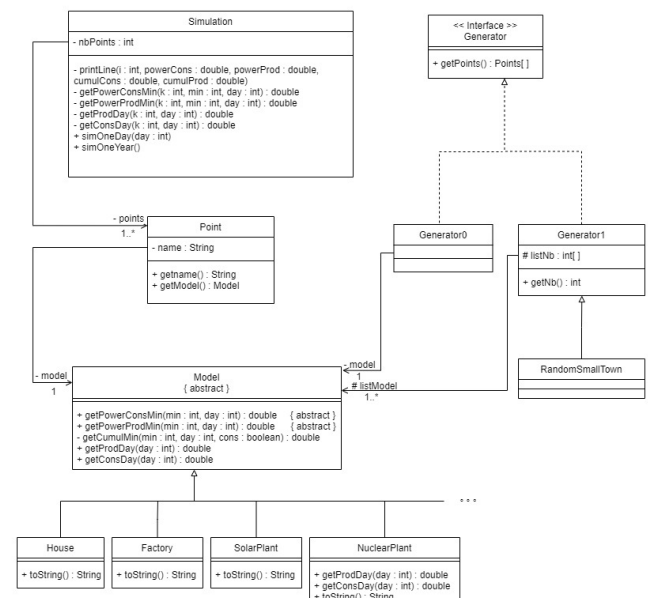 Simulation
- nbPoints : int
- printLine(i : int, powerCons : double, powerProd : double,
cumulCons : double, cumulProd : double)
- getPowerConsMin(k : int, min : int, day : int) : double
- getPowerProdMin(k : int, min : int, day : int) : double
- getProdDay(k : int, day : int) : double
- getConsDay(k : int, day : int) : double
+ simOneDay(day : int)
+ simOneYear()
<< Interface >>
Generator
+ getPoints() : Points[ ]
- points
1..*
Point
- name : String
+ getname() : String
+ getModel() : Model
Generator0
Generator1
# listNb : int[ ]
+ getNb() : int
RandomSmallTown
- model
1
- model
1
# listModel
1..*
Model
{ abstract }
+ getPowerConsMin(min : int, day : int) : double { abstract }
+ getPowerProdMin(min : int, day : int) : double { abstract }
- getCumulMin(min : int, day : int, cons : boolean) : double
+ getProdDay(day : int) : double
+ getConsDay(day : int) : double
House
+ toString() : String
Factory
+ toString() : String
SolarPlant
+ toString() : String
NuclearPlant
+ getProdDay(day : int) : double
+ getConsDay(day : int) : double
+ toString() : String